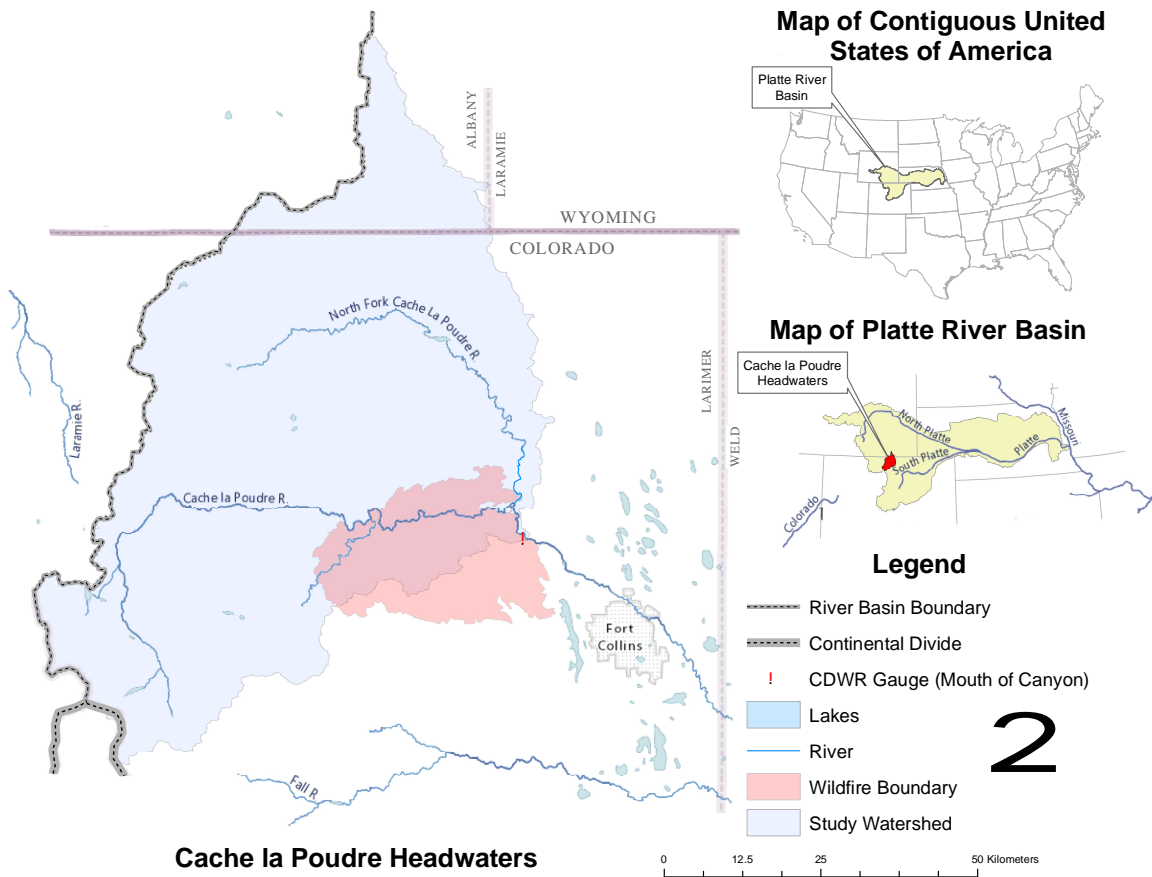 Map of Contiguous United
States of America
Platte River
Basin
ALBANY
LARAMIE
WYOMING
COLORADO
North Fork Cache La Poudre R.
Laramie R.
Cache la Poudre R.
LARIMER
WELD
!
Fort
Collins
Fall R.
Cache la Poudre Headwaters
Map of Platte River Basin
Cache la Poudre
Headwaters
North Platte
South Platte
Platte
Missouri
Colorado
Legend
River Basin Boundary
Continental Divide
! CDWR Gauge (Mouth of Canyon)
Lakes
River
Wildfire Boundary
Study Watershed
2
0 12.5 25 50 Kilometers